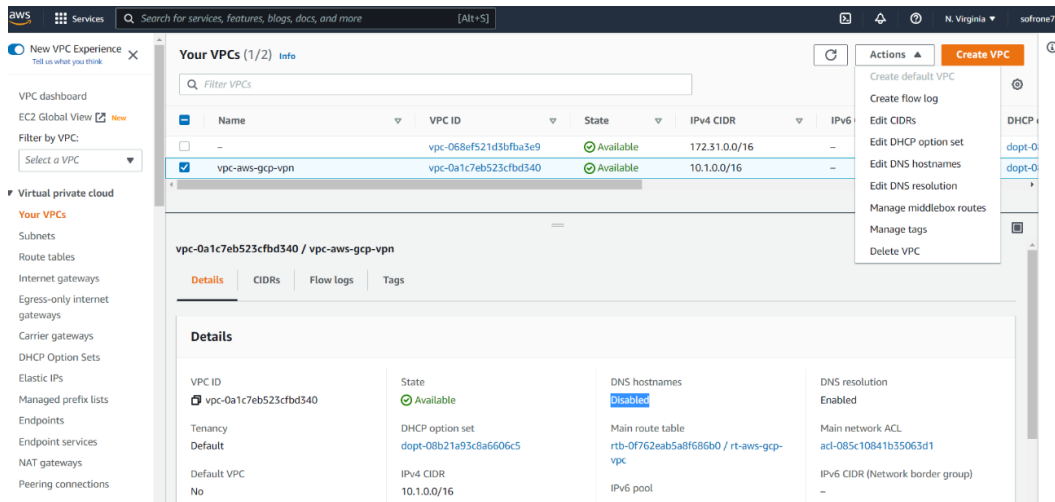 aws Services Search for services, features, blogs, docs, and more [Alt+S] N. Virginia ▼ sofrone7
New VPC Experience
Tell us what you think
VPC dashboard
EC2 Global View New
Filter by VPC:
Select a VPC
Virtual private cloud
Your VPCs
Subnets
Route tables
Internet gateways
Egress-only internet
gateways
Carrier gateways
DHCP Option Sets
Elastic IPs
Managed prefix lists
Endpoints
Endpoint services
NAT gateways
Peering connections
Your VPCs (1/2) Info
Actions ▲ Create VPC
Filter VPCs
Create default VPC
Create flow log
Edit CIDRs
Edit DHCP option set
Edit DNS hostnames
Edit DNS resolution
Manage middlebox routes
Manage tags
Delete VPC
Name VPC ID State IPv4 CIDR IPv6 DHCP
– vpc-068ef521d3bfba3e9 Available 172.31.0.0/16 – dopt-0
vpc-aws-gcp-vpn vpc-0a1c7eb523cfbd340 Available 10.1.0.0/16 – dopt-0
vpc-0a1c7eb523cfbd340 / vpc-aws-gcp-vpn
Details CIDRs Flow logs Tags
Details
VPC ID State DNS hostnames DNS resolution
vpc-0a1c7eb523cfbd340 Available Disabled Enabled
Tenancy DHCP option set Main route table Main network ACL
Default dopt-08b21a93c8a6606c5 rtb-0f762eab5a8f686b0 / rt-aws-gcp- acl-085c10841b35063d1
vpc
Default VPC IPv4 CIDR IPv6 pool IPv6 CIDR (Network border group)
No 10.1.0.0/16 –